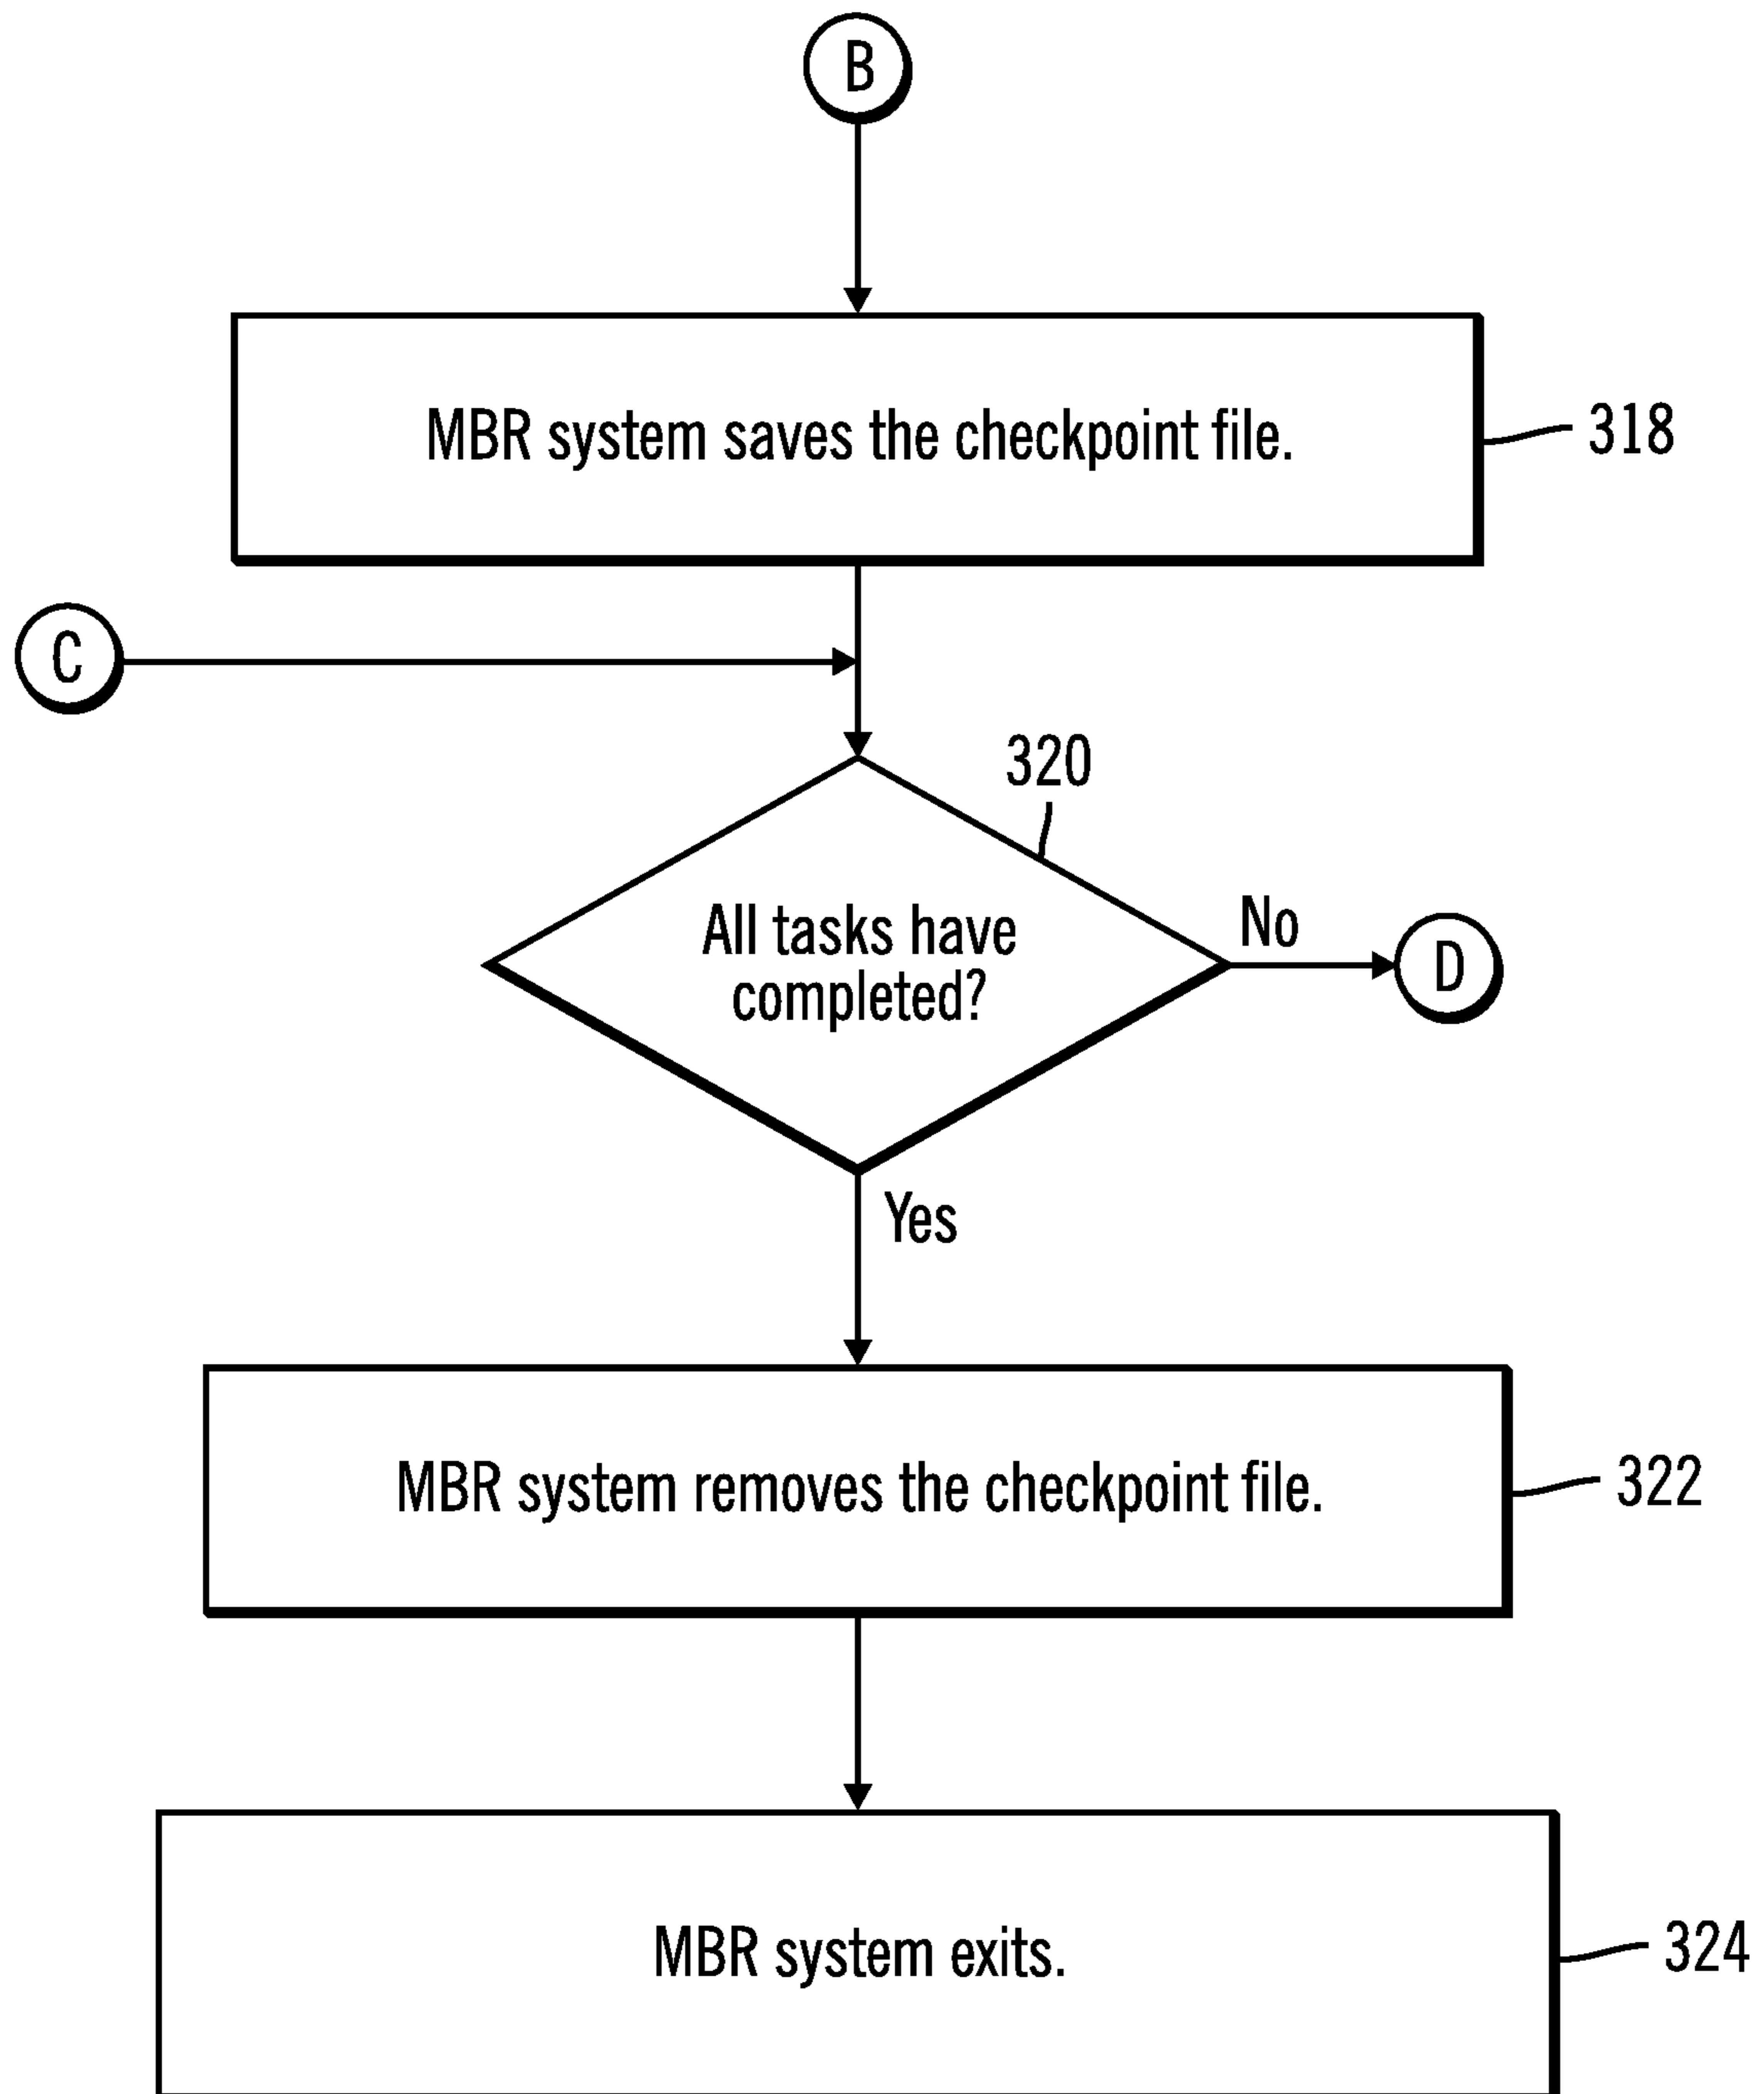 B
MBR system saves the checkpoint file.
318
C
320
All tasks have
completed?
No
D
Yes
MBR system removes the checkpoint file.
322
MBR system exits.
324